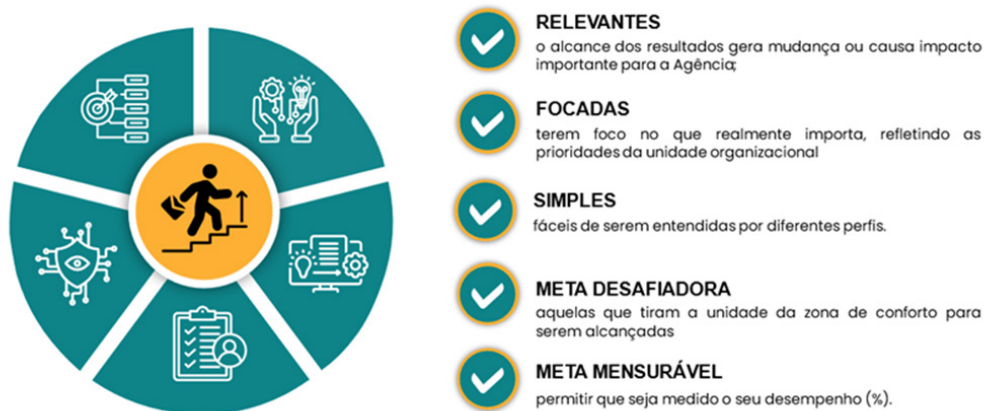 RELEVANTES
o alcance dos resultados gera mudança ou causa impacto
importante para a Agência;
FOCADAS
terem foco no que realmente importa, refletindo as
prioridades da unidade organizacional
SIMPLES
fáceis de serem entendidas por diferentes perfis.
META DESAFIADORA
aquelas que tiram a unidade da zona de conforto para
serem alcançadas
META MENSURÁVEL
permitir que seja medido o seu desempenho (%).